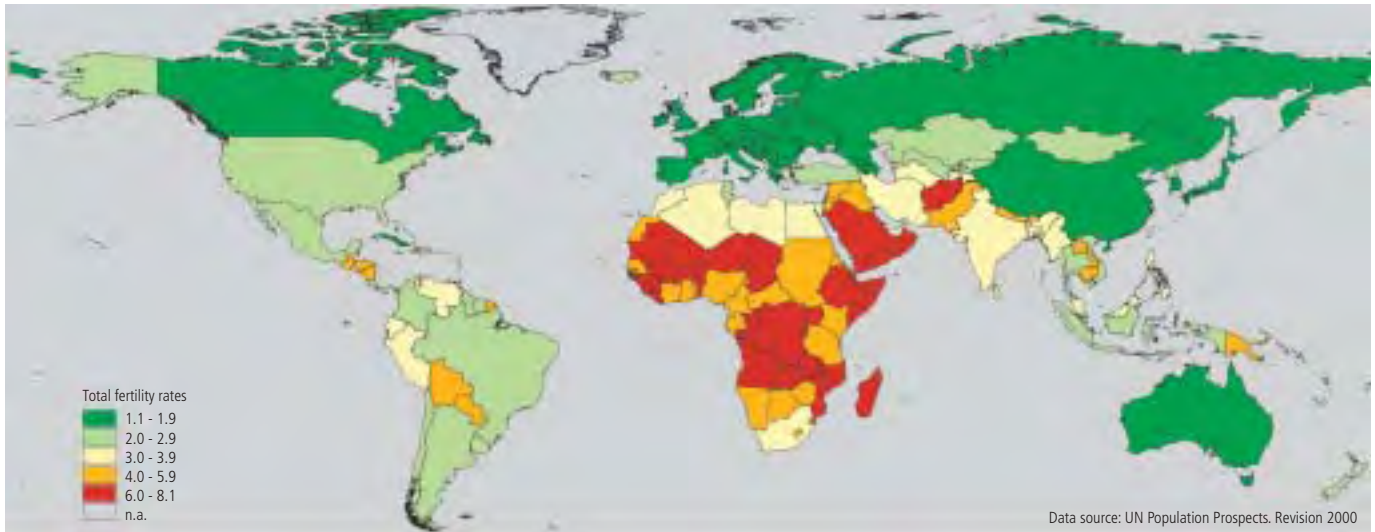 Total fertility rates
1.1 - 1.9
2.0 - 2.9
3.0 - 3.9
4.0 - 5.9
6.0 - 8.1
n.a.
Data source: UN Population Prospects. Revision 2000